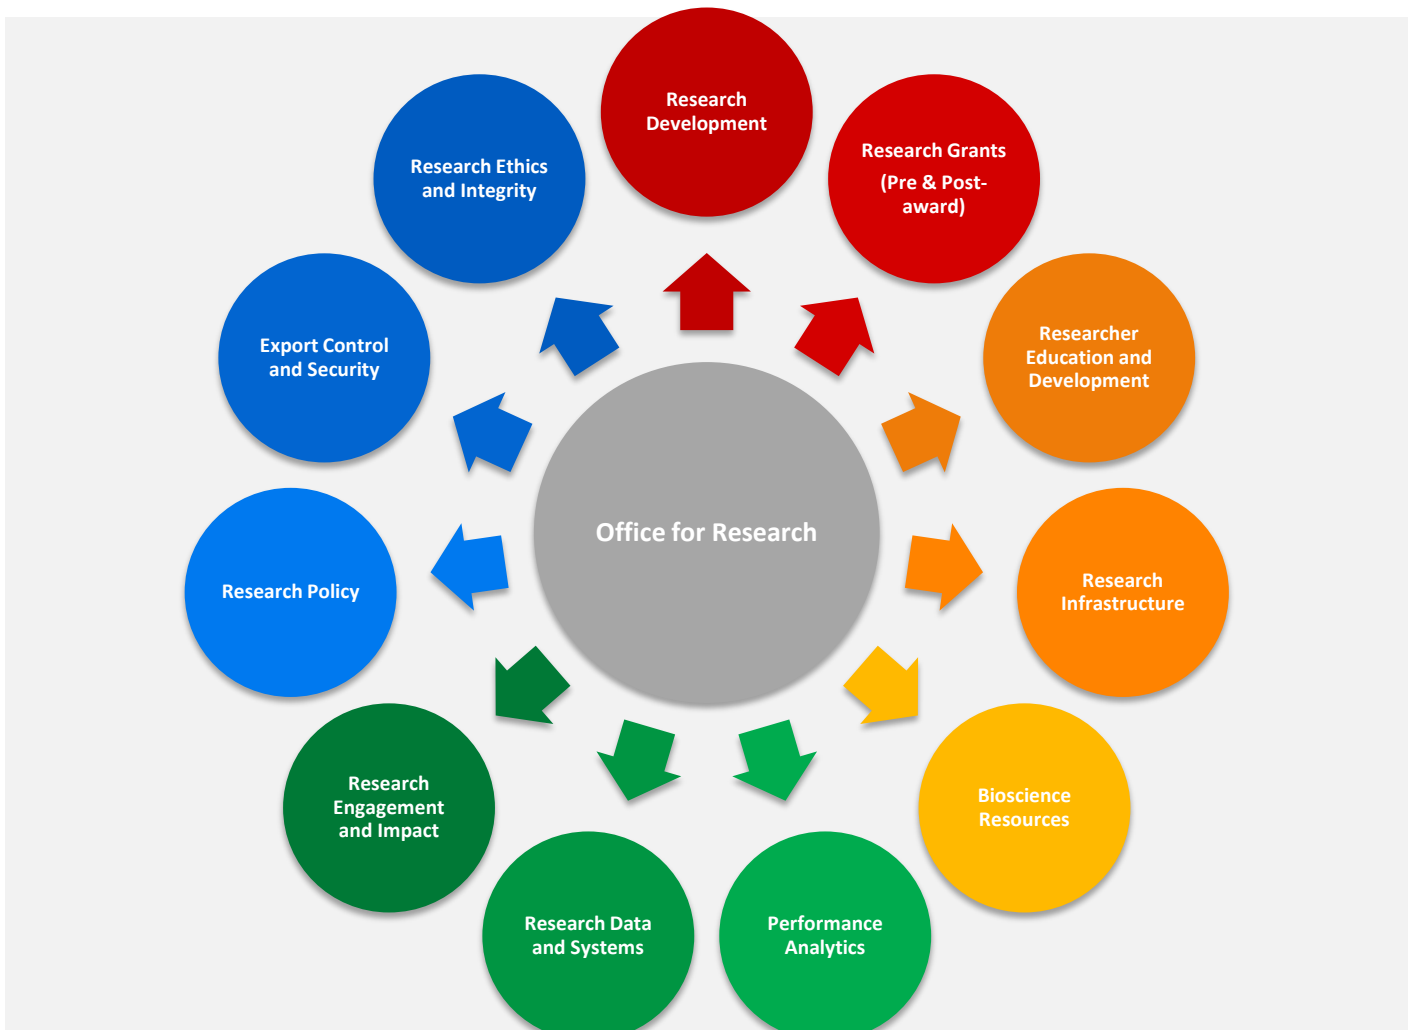 Research
Development
Research Grants
(Pre & Post-
award)
Researcher
Education and
Development
Research
Infrastructure
Bioscience
Resources
Performance
Analytics
Research Data
and Systems
Research
Engagement
and Impact
Research Policy
Export Control
and Security
Research Ethics
and Integrity
Office for Research